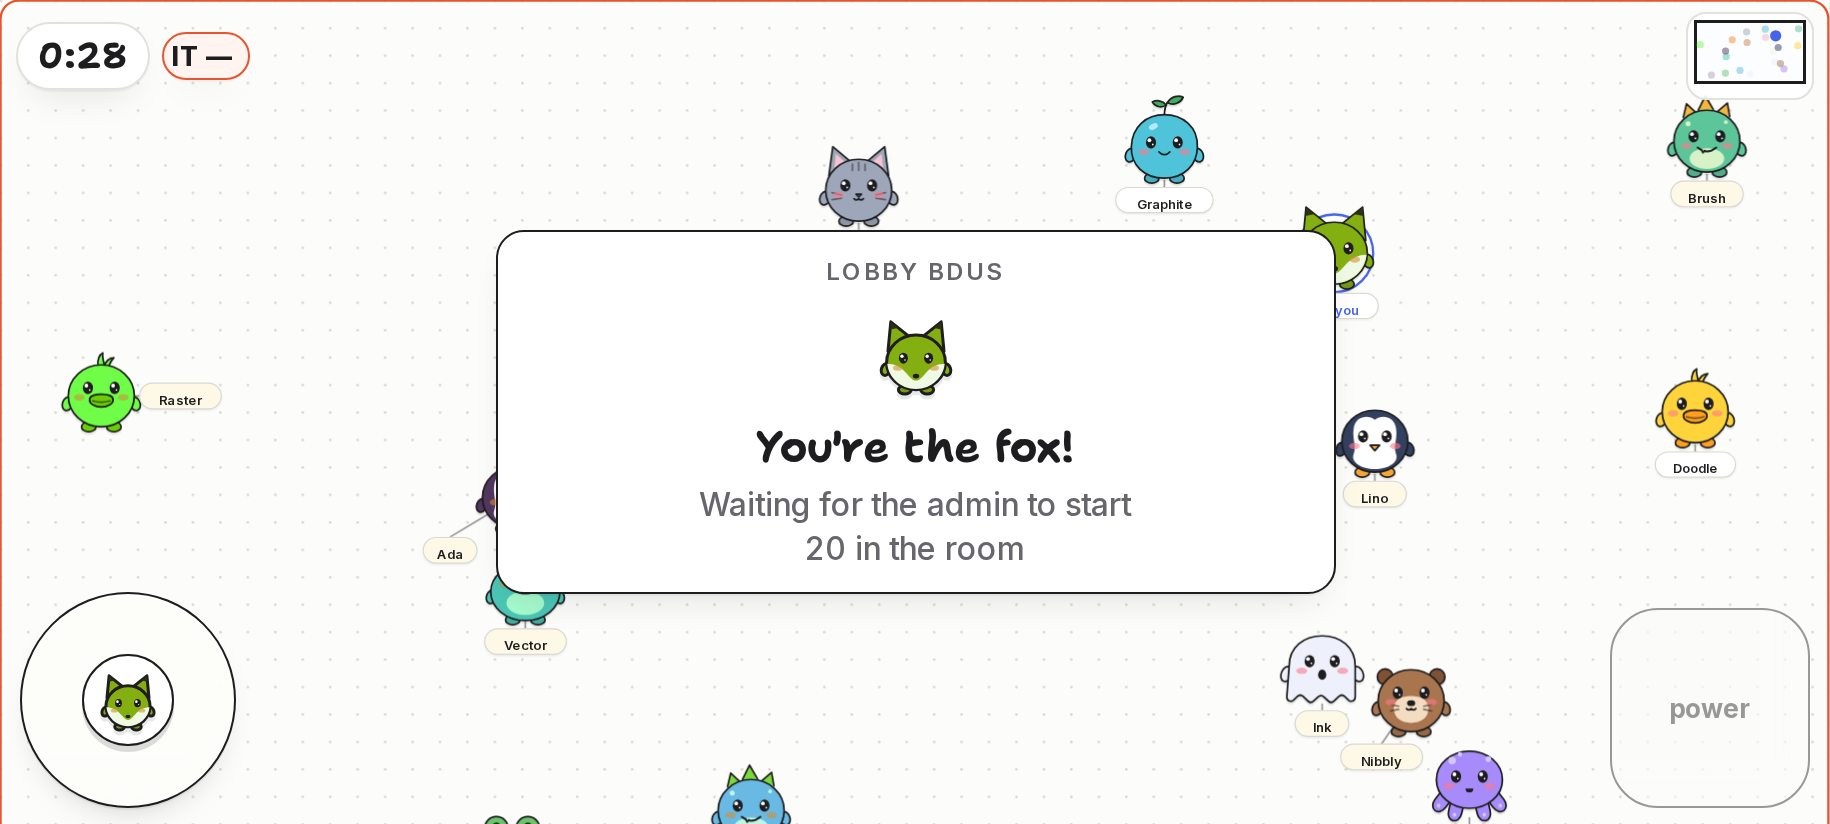 0:28
IT —
Graphite
Brush
LOBBY BDUS
you
Raster
You're the fox!
Doodle
Lino
Waiting for the admin to start
20 in the room
Ada
Vector
Ink
Nibbly
power